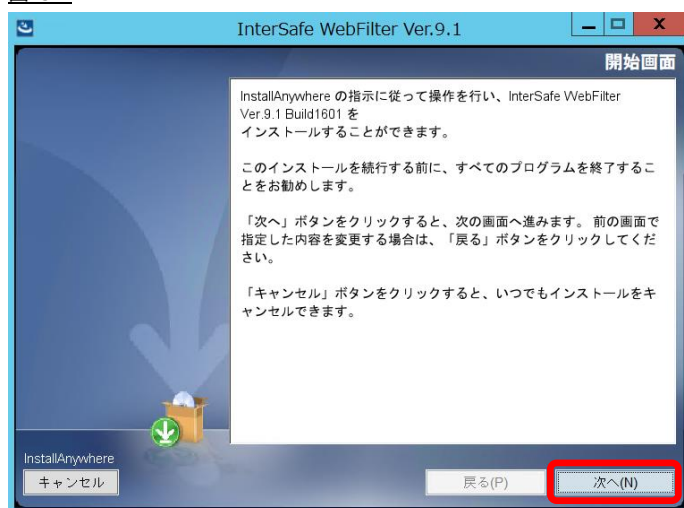 InterSafe WebFilter Ver.9.1
開始画面
InstallAnywhere の指示に従って操作を行い、InterSafe WebFilter
Ver.9.1 Build1601 を
インストールすることができます。
このインストールを続行する前に、すべてのプログラムを終了するこ
とをお勧めします。
「次へ」ボタンをクリックすると、次の画面へ進みます。 前の画面で
指定した内容を変更する場合は、「戻る」ボタンをクリックしてくだ
さい。
「キャンセル」ボタンをクリックすると、いつでもインストールをキ
ャンセルできます。
InstallAnywhere
キャンセル
戻る(P)
次へ(N)